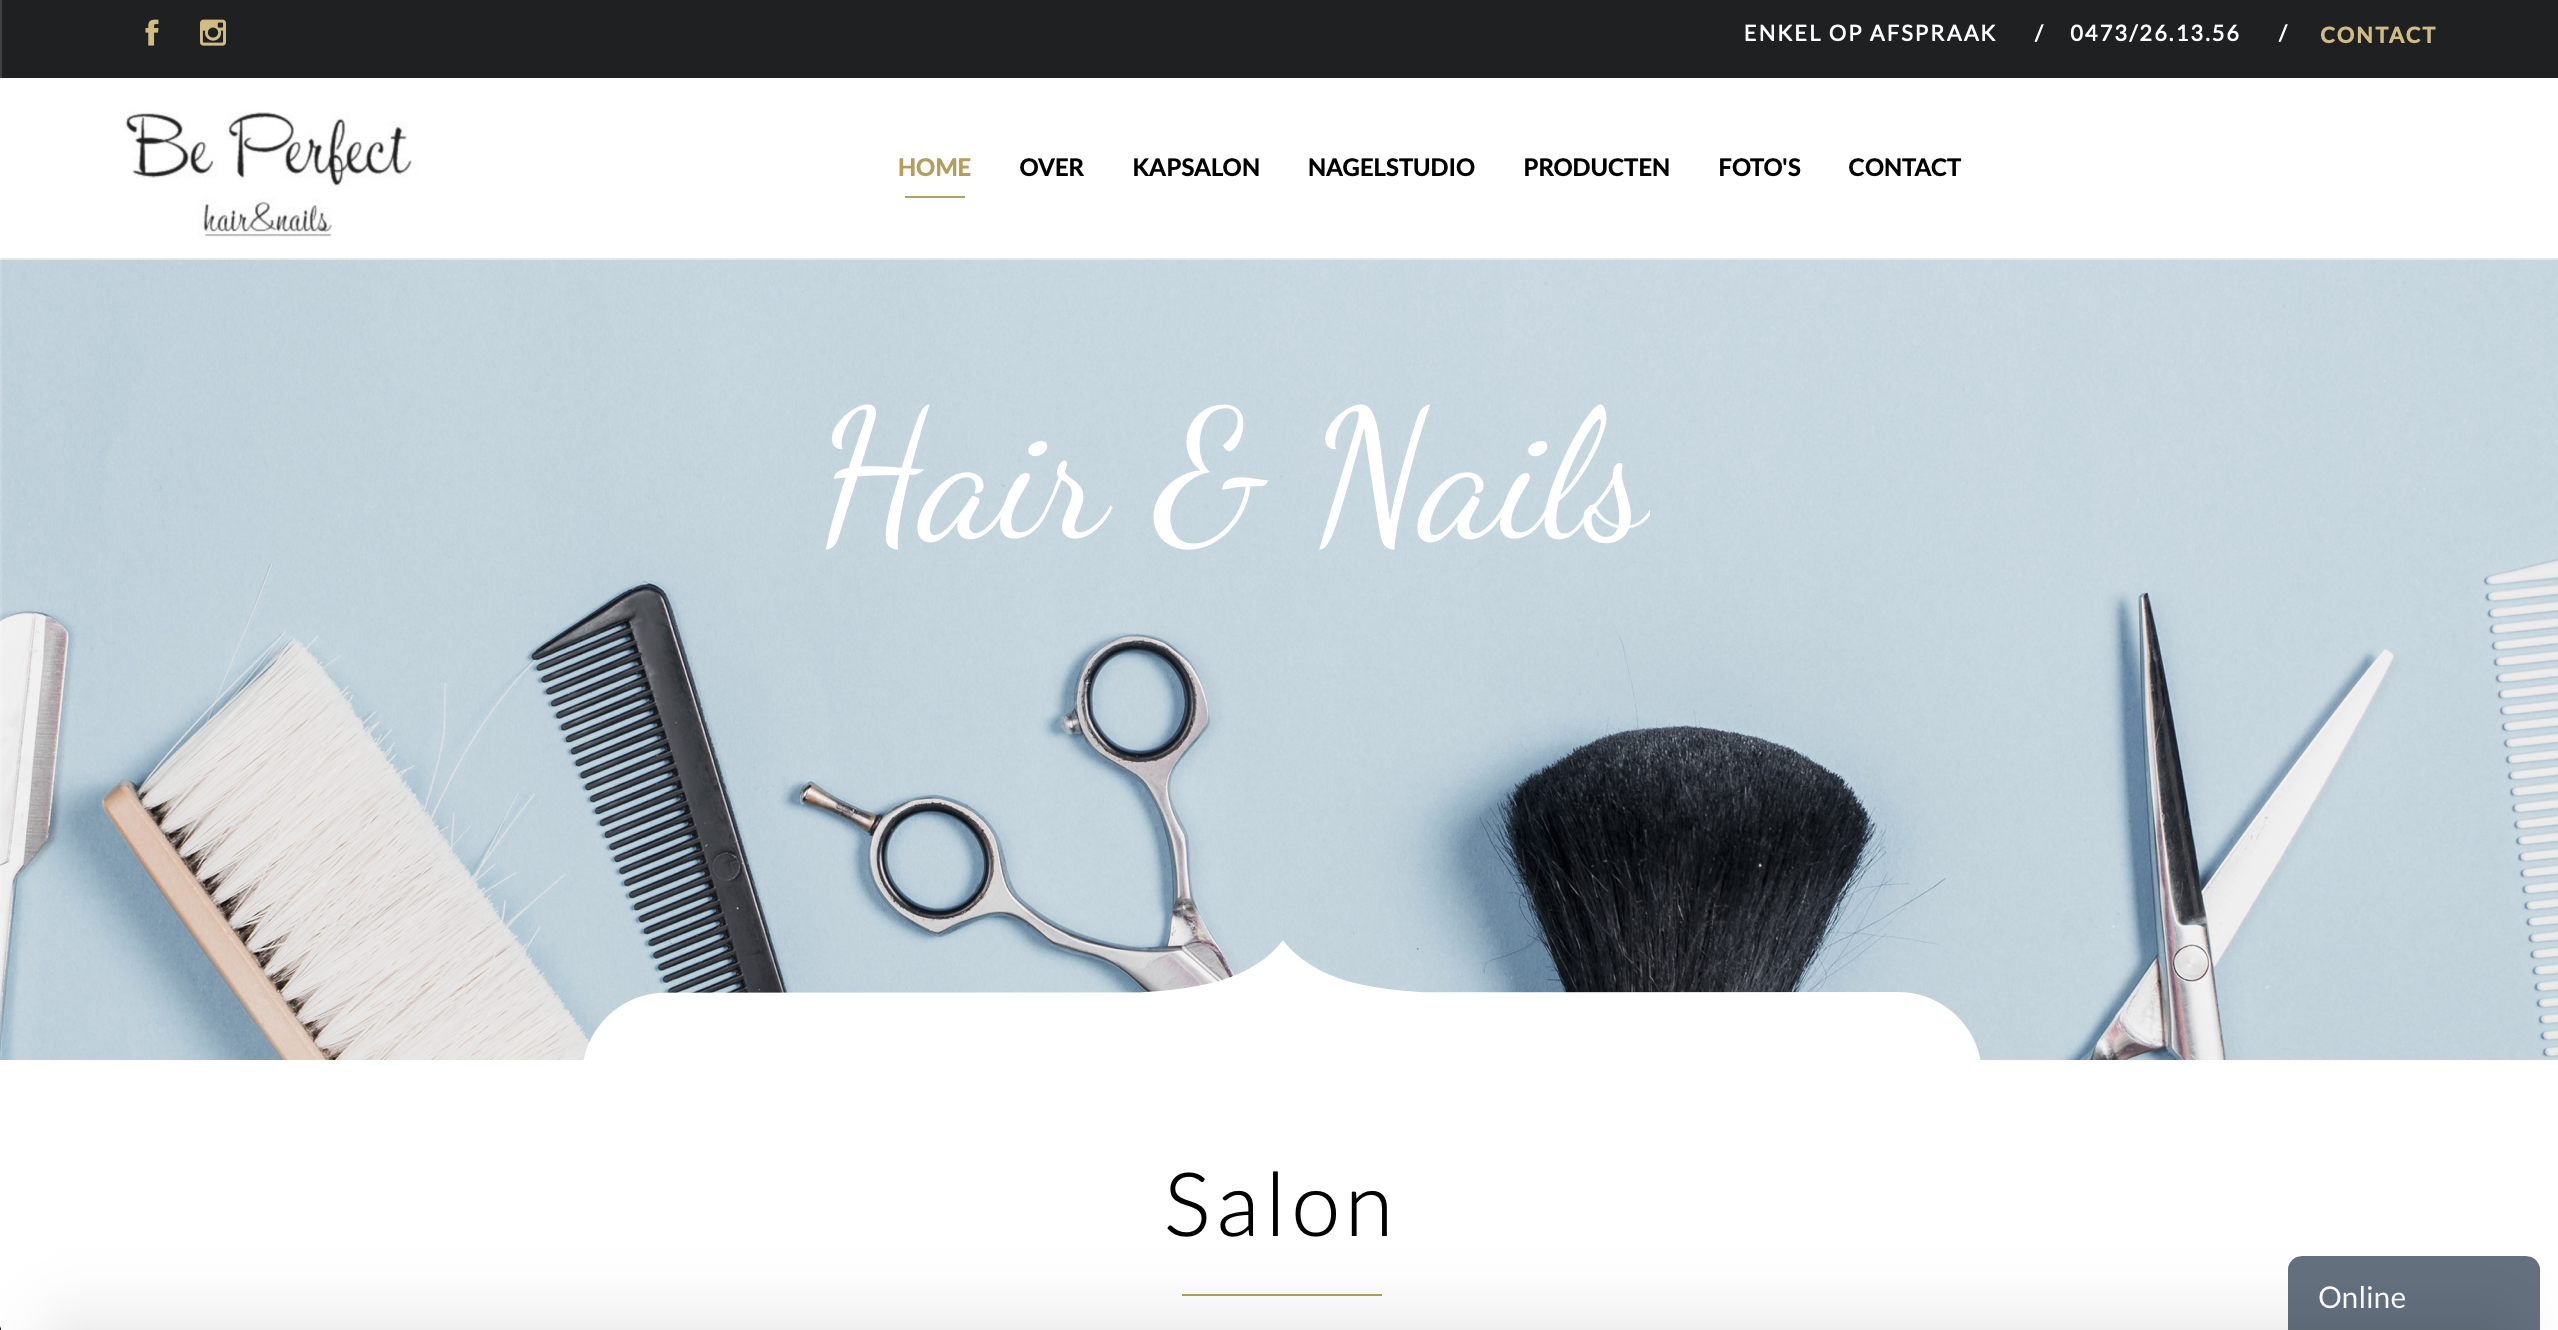 ENKEL OP AFSPRAAK / 0473/26.13.56 / CONTACT
Be Perfect
hair&nails
HOME OVER KAPSALON NAGELSTUDIO PRODUCTEN FOTO'S CONTACT
Hair & Nails
Salon
Online